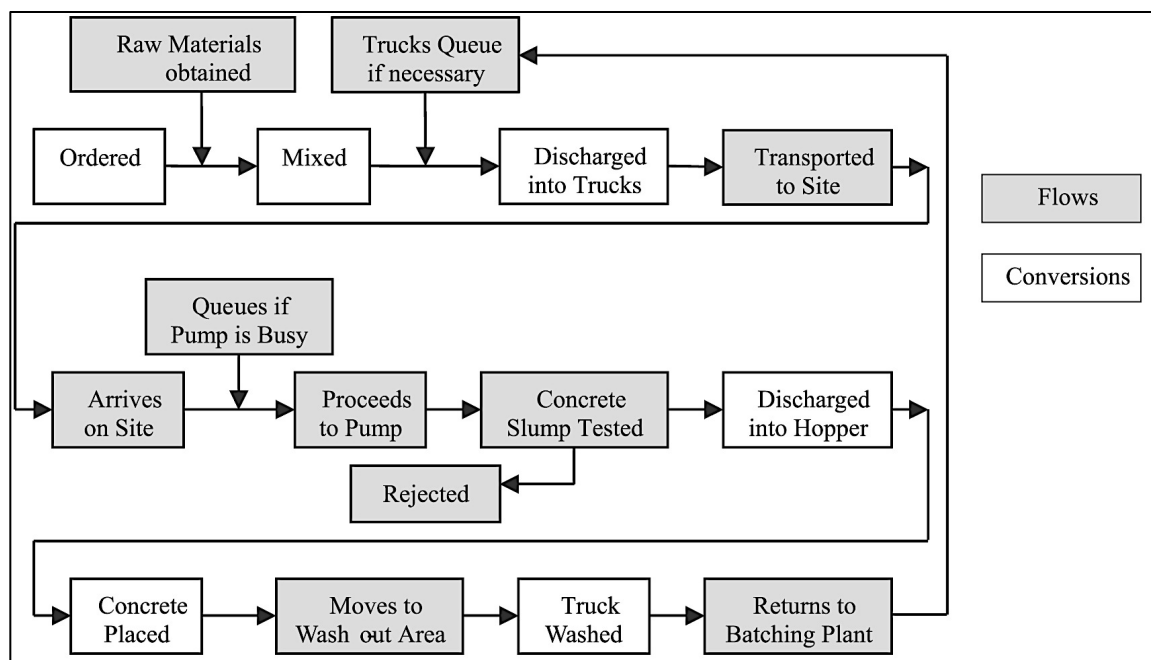 Raw Materials
obtained
Trucks Queue
if necessary
Ordered
Mixed
Discharged
into Trucks
Transported
to Site
Flows
Conversions
Queues if
Pump is Busy
Arrives
on Site
Proceeds
to Pump
Concrete
Slump Tested
Discharged
into Hopper
Rejected
Concrete
Placed
Moves to
Wash out Area
Truck
Washed
Returns to
Batching Plant